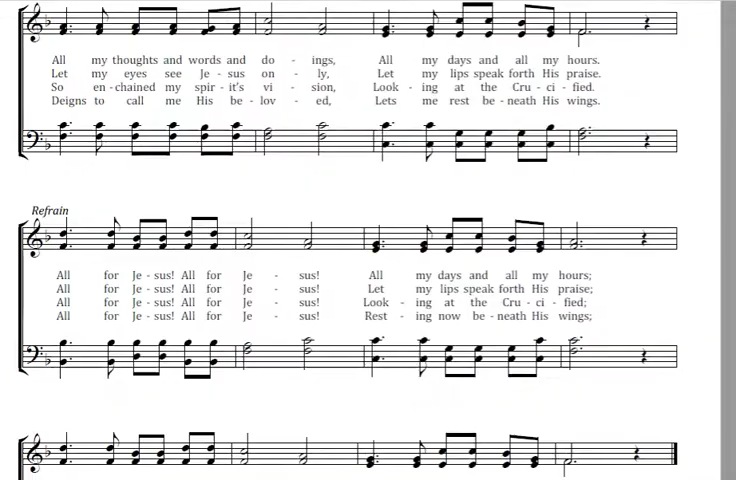 All my thoughts and words and do - ings, All my days and all my hours.
Let my eyes see Je - sus on - ly, Let my lips speak forth His praise.
So en - chained my spir - it's vi - sion, Look - ing at the Cru - ci - fied.
Deigns to call me His be - lov - ed, Lets me rest be - neath His wings.
Refrain
All for Je - sus! All for Je - sus! All my days and all my hours;
All for Je - sus! All for Je - sus! Let my lips speak forth His praise;
All for Je - sus! All for Je - sus! Look - ing at the Cru - ci - fied;
All for Je - sus! All for Je - sus! Rest - ing now be - neath His wings;